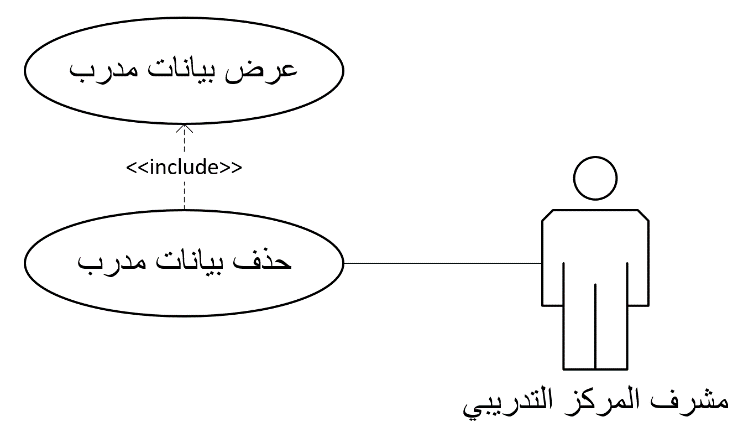 عرض بيانات مدرب
<<include>>
حذف بيانات مدرب
مشرف المركز التدريبي